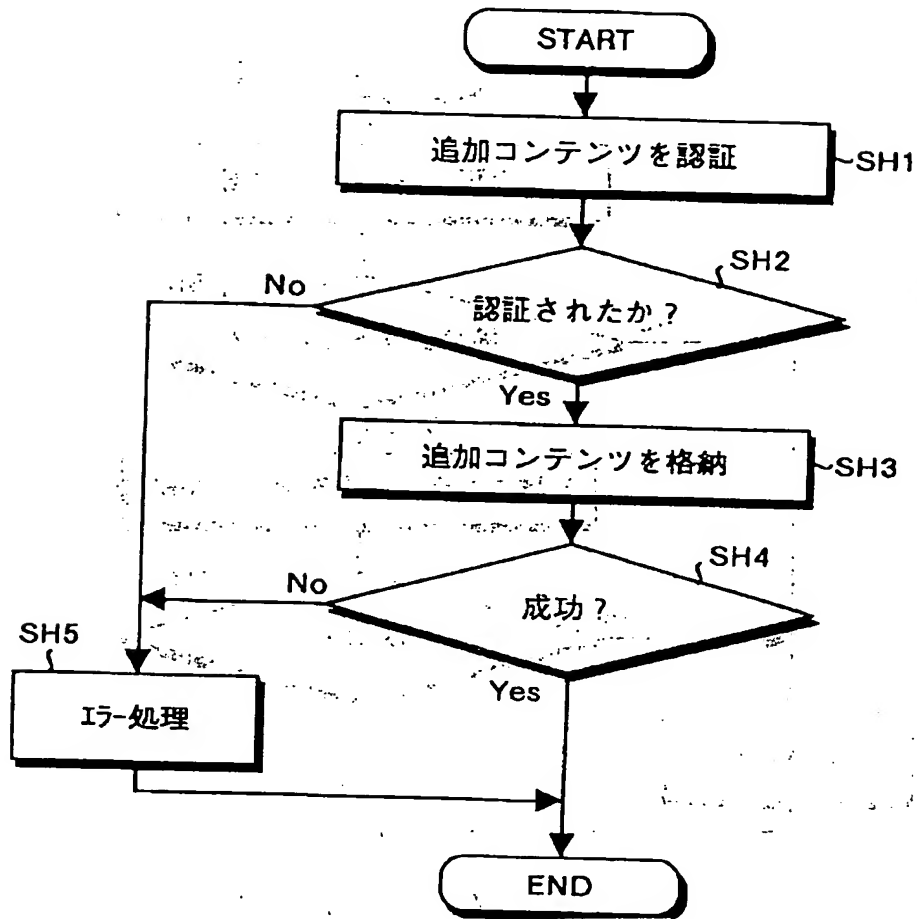 START
追加コンテンツを認証
SH1
SH2
No
認証されたか?
Yes
追加コンテンツを格納
SH3
SH4
No
成功?
SH5
Yes
エラー処理
END